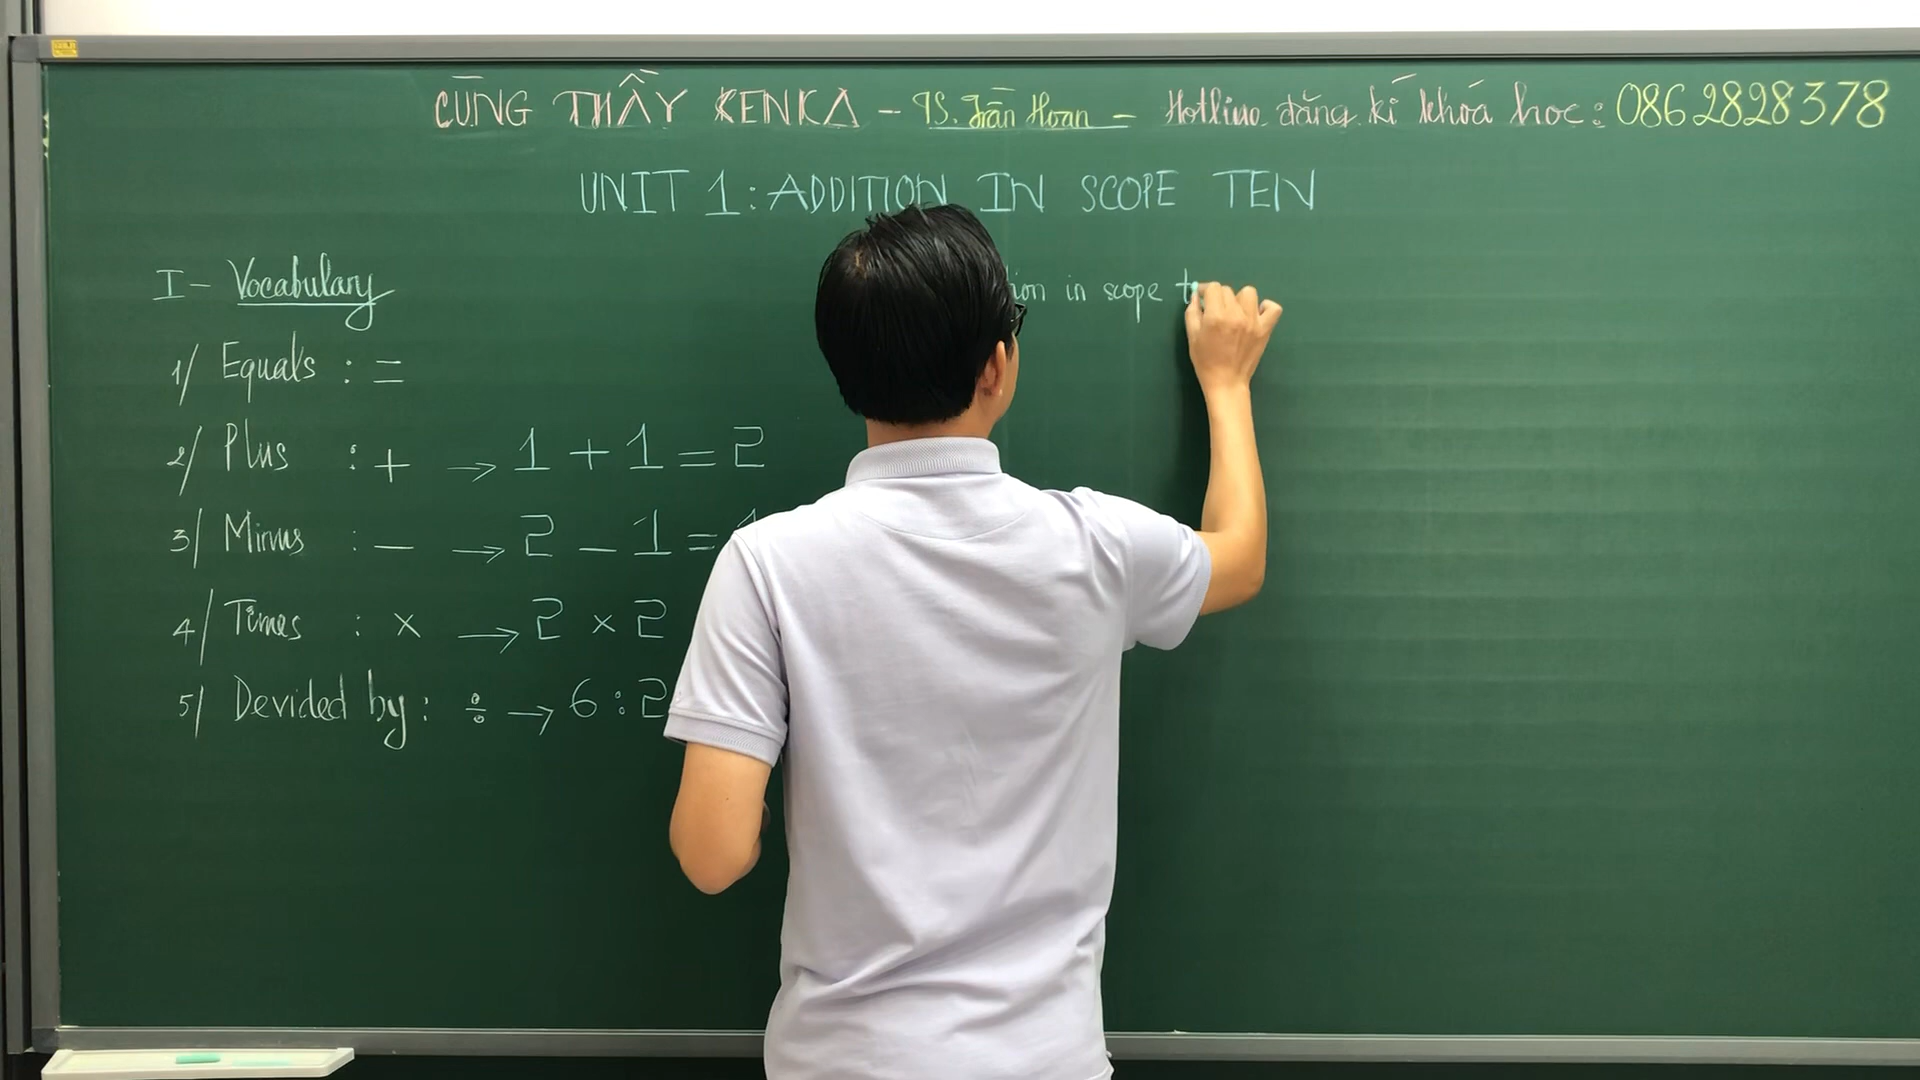 CÙNG THẦY KENKA - TS. Trần Hoan - Hotline đăng kí khóa học: 0862828378
UNIT 1: ADDITION IN SCOPE TEN
I - Vocabulary
1/ Equals : =
2/ Plus : + → 1 + 1 = 2
3/ Minus : — → 2 - 1 =
4/ Times : × → 2 × 2
5/ Devided by : ÷ → 6 : 2
in scope